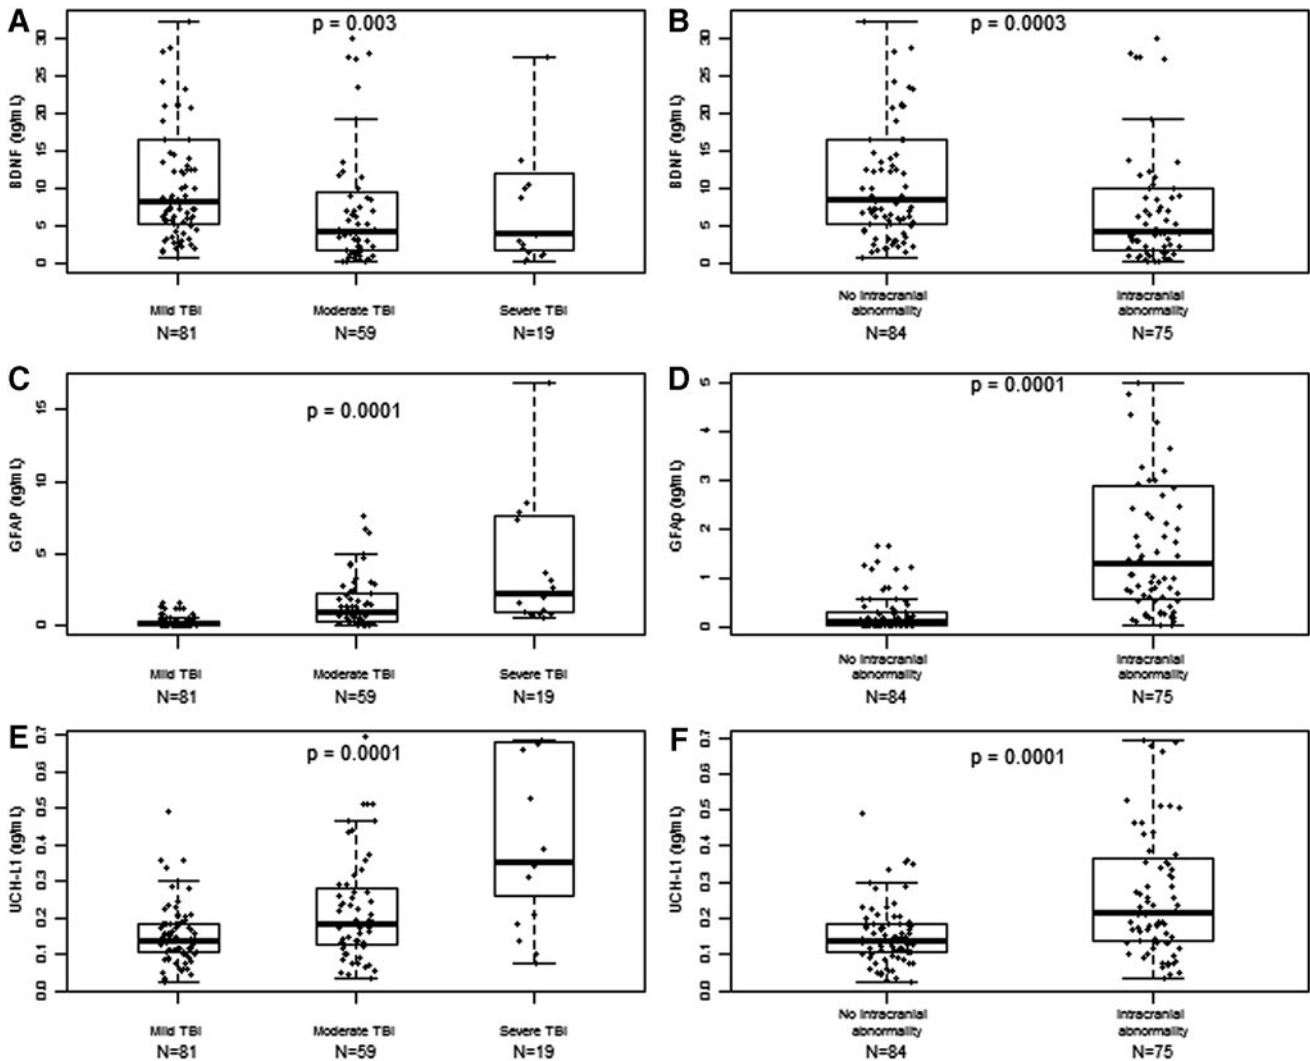 A
p = 0.003
BDNF (ng/mL)
30
25
20
15
10
5
0
Mild TBI
Moderate TBI
Severe TBI
N=81
N=59
N=19
B
p = 0.0003
BDNF (ng/mL)
30
25
20
15
10
5
0
No Intracranial abnormality
Intracranial abnormality
N=84
N=75
C
p = 0.0001
GFAP (ng/mL)
15
10
5
0
Mild TBI
Moderate TBI
Severe TBI
N=81
N=59
N=19
D
p = 0.0001
GFAp (ng/mL)
5
4
3
2
1
0
No Intracranial abnormality
Intracranial abnormality
N=84
N=75
E
p = 0.0001
UCH-L1 (ng/mL)
0.7
0.6
0.5
0.4
0.3
0.2
0.1
0.0
Mild TBI
Moderate TBI
Severe TBI
N=81
N=59
N=19
F
p = 0.0001
UCH-L1 (ng/mL)
0.7
0.6
0.5
0.4
0.3
0.2
0.1
0.0
No Intracranial abnormality
Intracranial abnormality
N=84
N=75